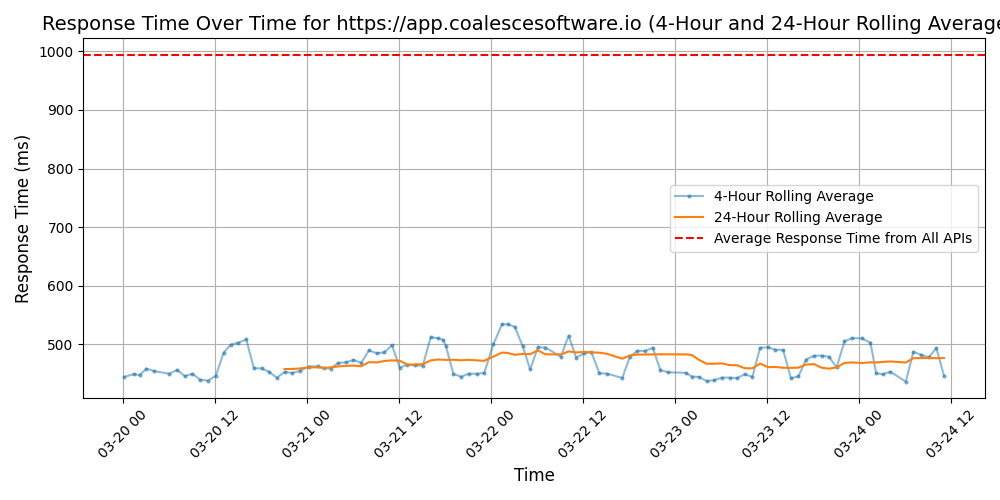 Response Time Over Time for https://app.coalescesoftware.io (4-Hour and 24-Hour Rolling Average
Response Time (ms)
1000
900
800
700
600
500
400
4-Hour Rolling Average
24-Hour Rolling Average
Average Response Time from All APIs
03-20 00
03-20 12
03-21 00
03-21 12
03-22 00
03-22 12
03-23 00
03-23 12
03-24 00
03-24 12
Time